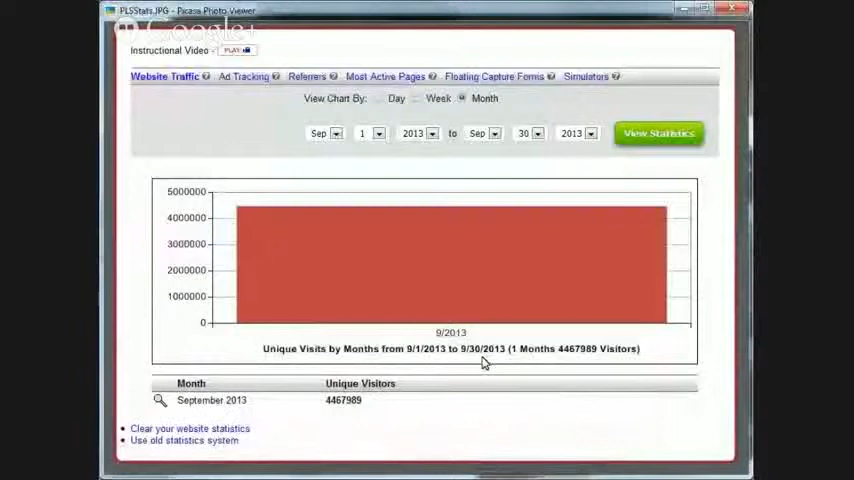 PLSStats.JPG - Picasa Photo Viewer
Google+
Instructional Video - PLAY
Website Traffic ? Ad Tracking ? Referrers ? Most Active Pages ? Floating Capture Forms ? Simulators ?
View Chart By: Day Week Month
Sep 1 2013 to Sep 30 2013 View Statistics
5000000
4000000
3000000
2000000
1000000
0
9/2013
Unique Visits by Months from 9/1/2013 to 9/30/2013 (1 Months 4467989 Visitors)
Month Unique Visitors
September 2013 4467989
Clear your website statistics
Use old statistics system